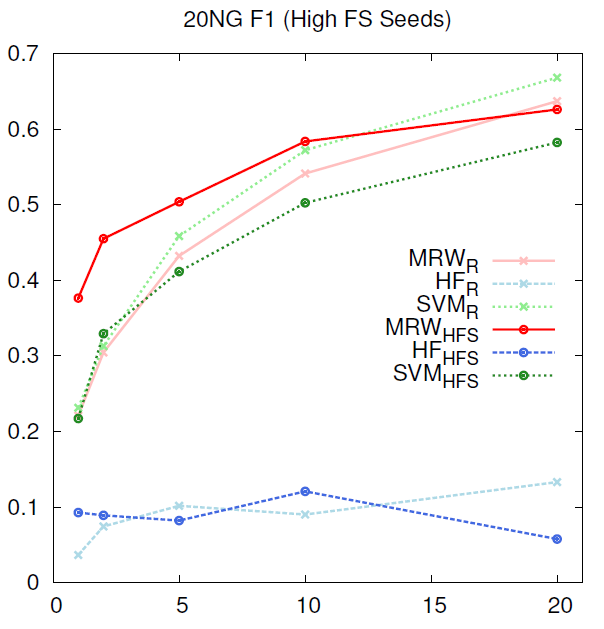 20NG F1 (High FS Seeds)
0.7
0.6
0.5
0.4
0.3
0.2
0.1
0
MRW_R
HF_R
SVM_R
MRW_HFS
HF_HFS
SVM_HFS
0 5 10 15 20